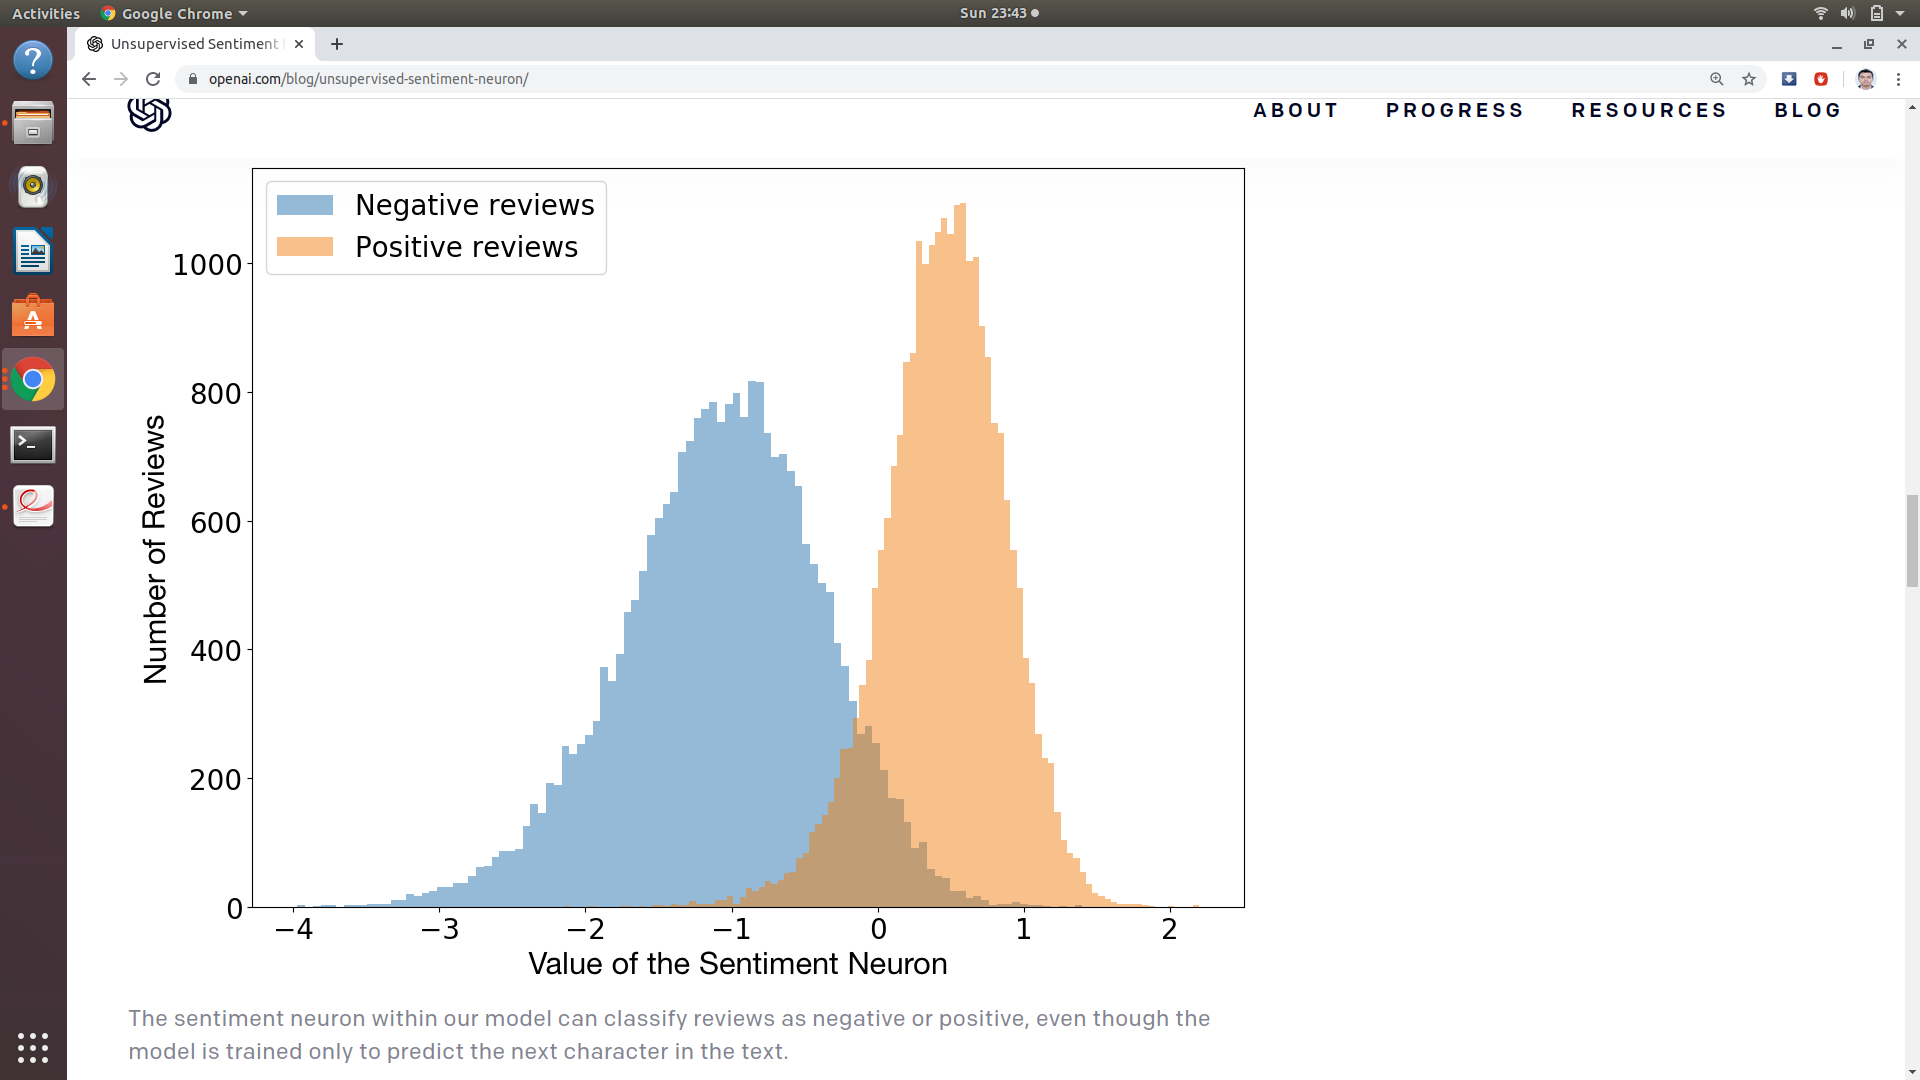 Activities
Google Chrome
Sun 23:43
Unsupervised Sentiment
openai.com/blog/unsupervised-sentiment-neuron/
ABOUT PROGRESS RESOURCES BLOG
Negative reviews
Positive reviews
1000
800
600
400
200
0
Number of Reviews
−4 −3 −2 −1 0 1 2
Value of the Sentiment Neuron
The sentiment neuron within our model can classify reviews as negative or positive, even though the
model is trained only to predict the next character in the text.